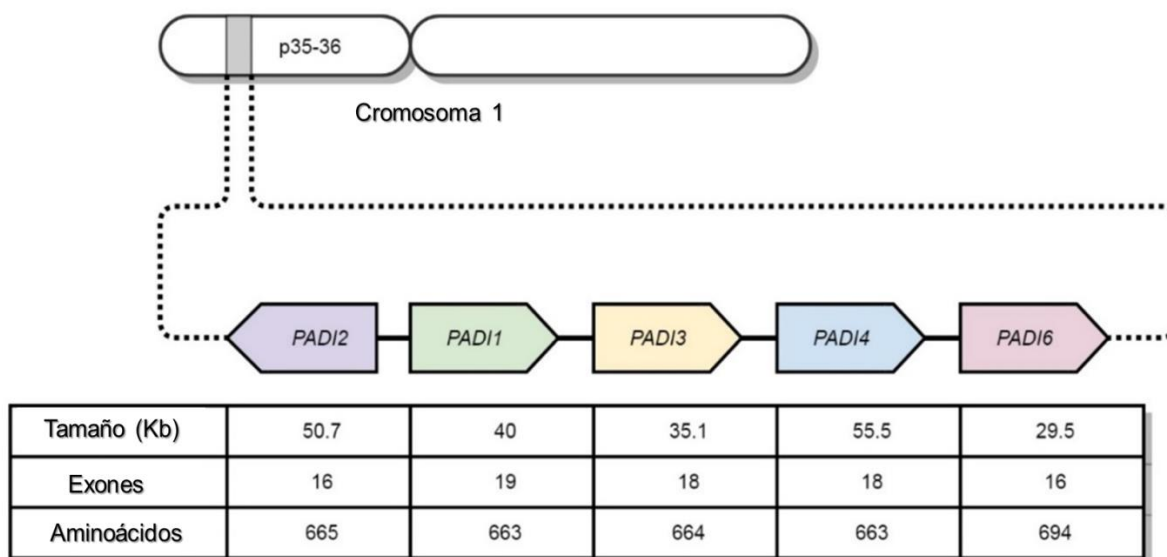 p35-36
Cromosoma 1
PADI2 PADI1 PADI3 PADI4 PADI6
Tamaño (Kb) 50.7 40 35.1 55.5 29.5
Exones 16 19 18 18 16
Aminoácidos 665 663 664 663 694